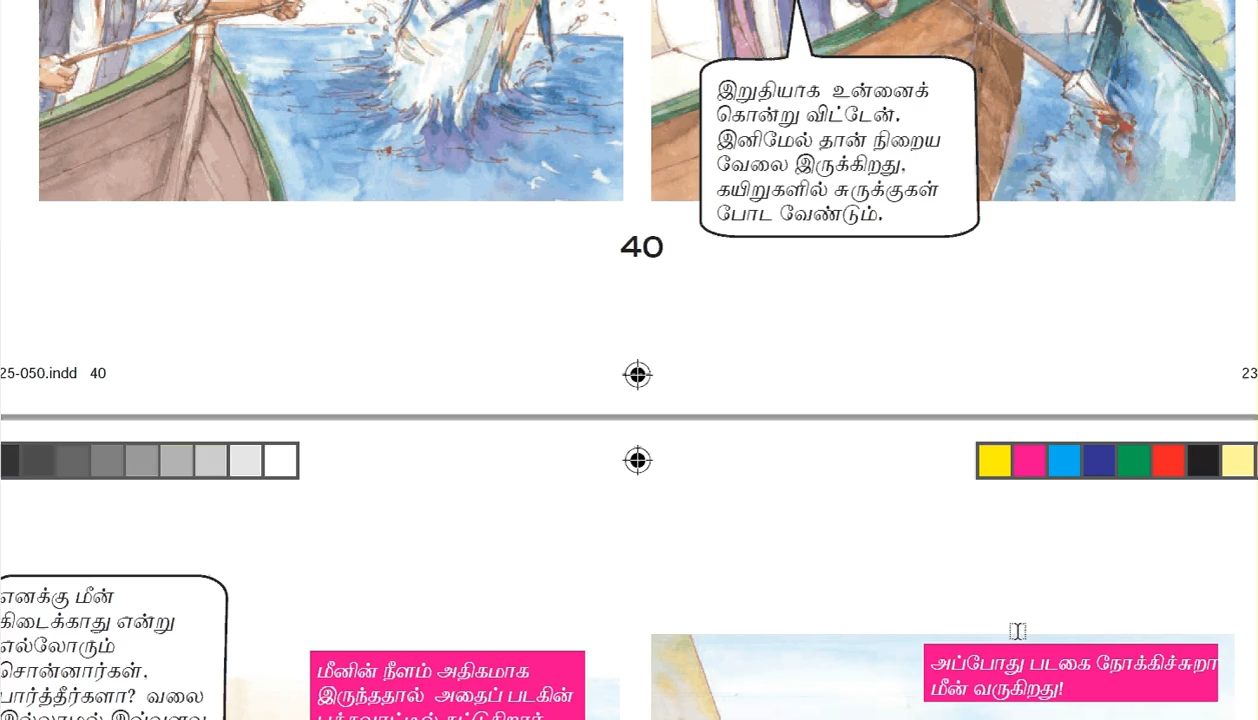 இறுதியாக உன்னைக்
கொன்று விட்டேன்.
இனிமேல் தான் நிறைய
வேலை இருக்கிறது,
கயிறுகளில் சுருக்குகள்
போட வேண்டும்.
40
25-050.indd 40
23
எனக்கு மீன்
கிடைக்காது என்று
எல்லோரும்
சொன்னார்கள்,
பார்த்தீர்களா? வலை
மீனின் நீளம் அதிகமாக
இருந்ததால் அதைப் படகின்
அப்போது படகை நோக்கிச்சுறா
மீன் வருகிறது!